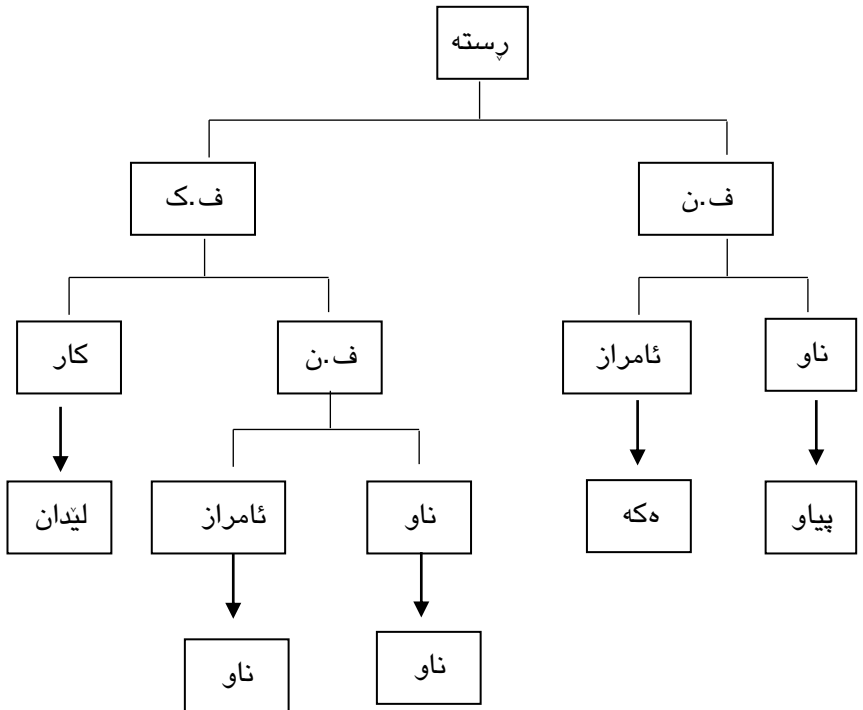 ڕستە
ف.ن
ف.ک
ناو
ئامراز
ف.ن
کار
پیاو
ەکە
ناو
ئامراز
لێدان
ناو
ناو